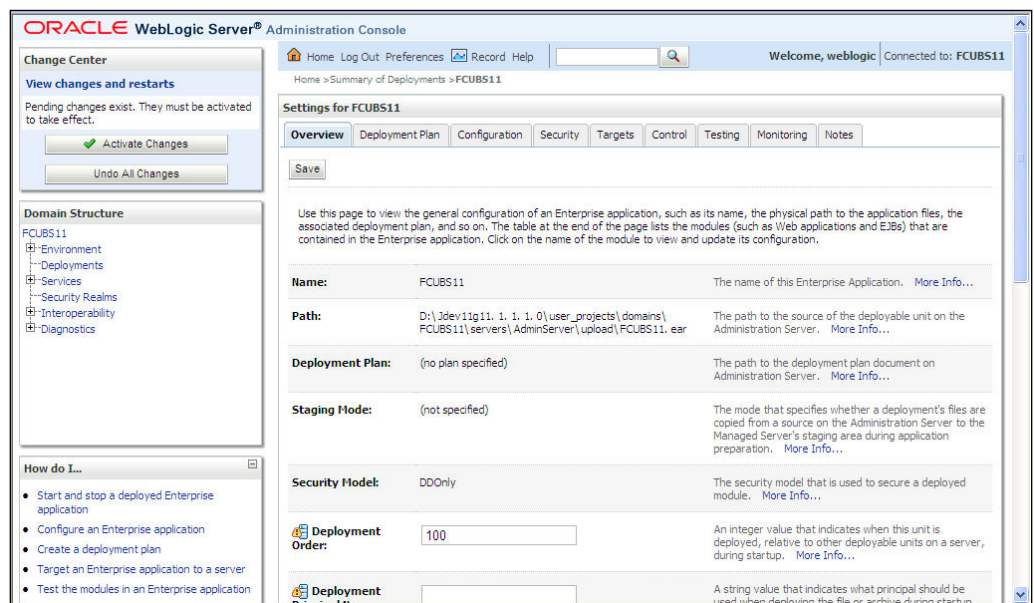 ORACLE WebLogic Server® Administration Console
Change Center
View changes and restarts
Pending changes exist. They must be activated
to take effect.
Activate Changes
Undo All Changes
Domain Structure
FCUBS11
Environment
Deployments
Services
Security Realms
Interoperability
Diagnostics
How do I...
Start and stop a deployed Enterprise
application
Configure an Enterprise application
Create a deployment plan
Target an Enterprise application to a server
Test the modules in an Enterprise application
Home Log Out Preferences Record Help
Welcome, weblogic Connected to: FCUBS11
Home >Summary of Deployments >FCUBS11
Settings for FCUBS11
Overview Deployment Plan Configuration Security Targets Control Testing Monitoring Notes
Save
Use this page to view the general configuration of an Enterprise application, such as its name, the physical path to the application files, the
associated deployment plan, and so on. The table at the end of the page lists the modules (such as Web applications and EJBs) that are
contained in the Enterprise application. Click on the name of the module to view and update its configuration.
Name: FCUBS11 The name of this Enterprise Application. More Info...
Path: D:\Jdev11g11. 1. 1. 1. 0\user_projects\domains\ The path to the source of the deployable unit on the
FCUBS11\servers\AdminServer\upload\FCUBS11. ear Administration Server. More Info...
Deployment Plan: (no plan specified) The path to the deployment plan document on
Administration Server. More Info...
Staging Mode: (not specified) The mode that specifies whether a deployment's files are
copied from a source on the Administration Server to the
Managed Server's staging area during application
preparation. More Info...
Security Model: DDOnly The security model that is used to secure a deployed
module. More Info...
Deployment 100 An integer value that indicates when this unit is
Order: deployed, relative to other deployable units on a server,
during startup. More Info...
Deployment A string value that indicates what principal should be
used when deploying the file or archive during startup